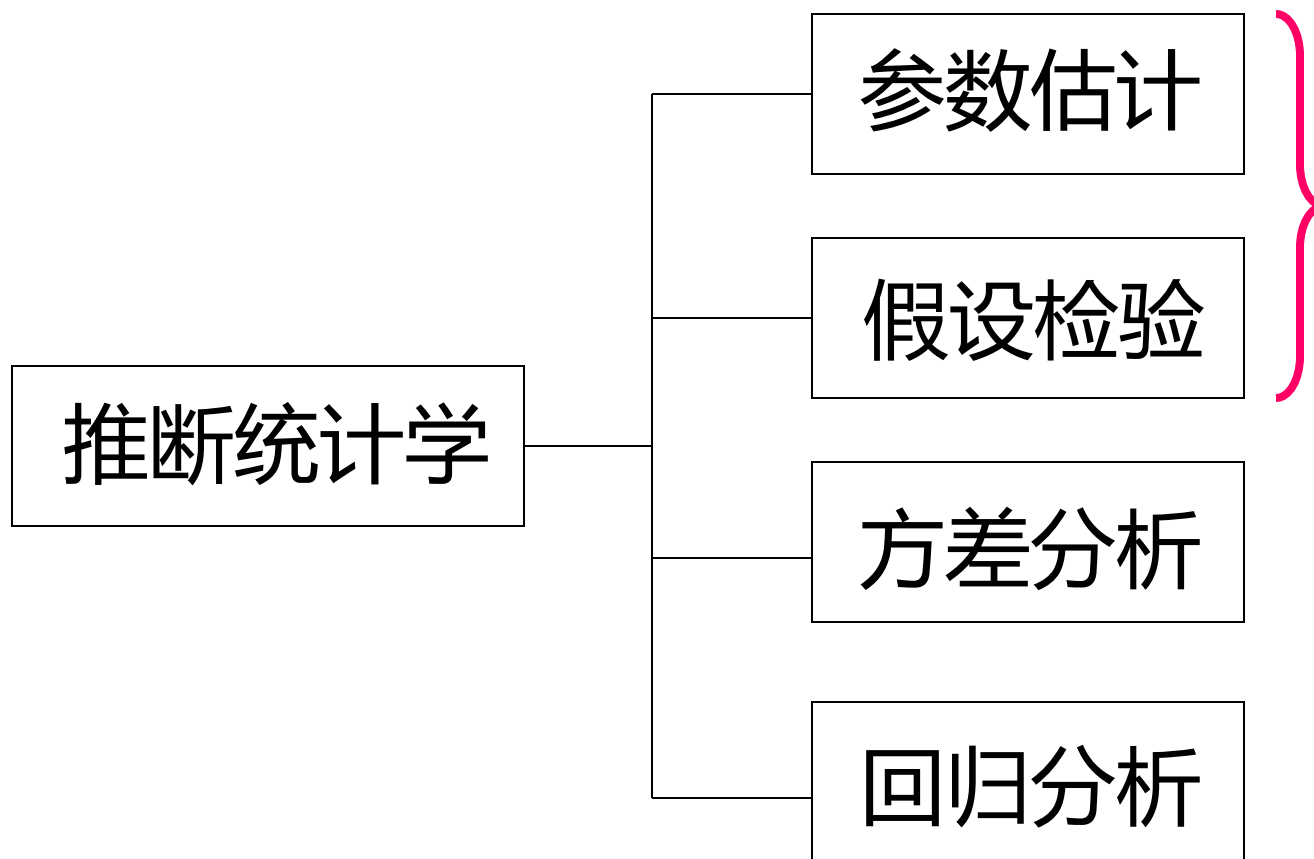 参数估计
假设检验
推断统计学
方差分析
回归分析